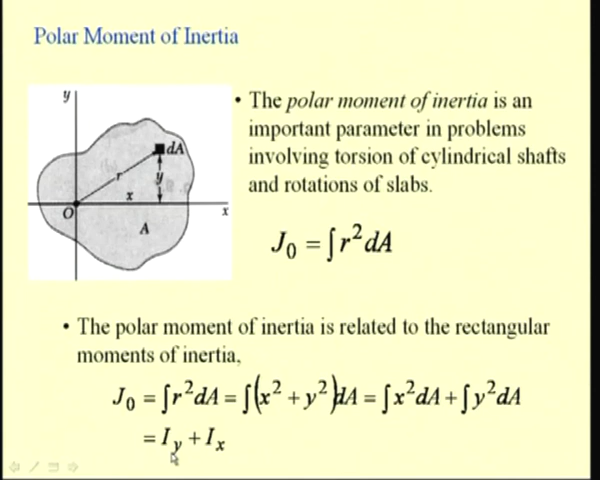 Polar Moment of Inertia
y
dA
r
y
x
O
x
A
• The polar moment of inertia is an
important parameter in problems
involving torsion of cylindrical shafts
and rotations of slabs.
J₀ = ∫r²dA
• The polar moment of inertia is related to the rectangular
moments of inertia,
J₀ = ∫r²dA = ∫(x² + y²)dA = ∫x²dA + ∫y²dA
= I_y + I_x